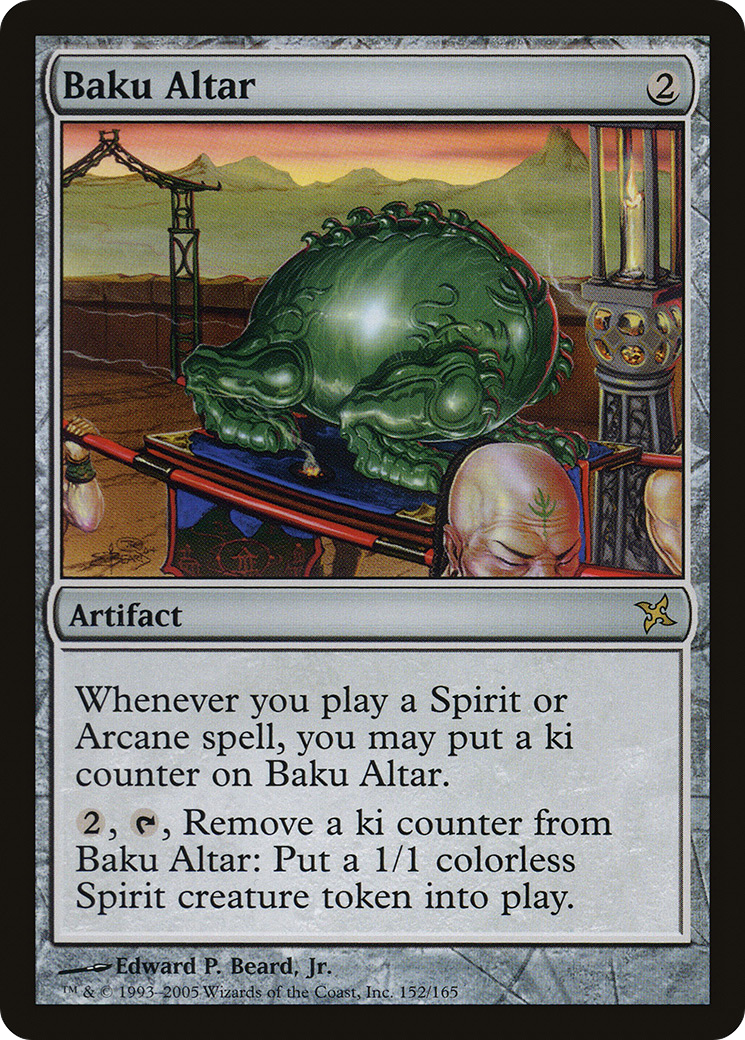 Baku Altar
2
Artifact
Whenever you play a Spirit or
Arcane spell, you may put a ki
counter on Baku Altar.
2, , Remove a ki counter from
Baku Altar: Put a 1/1 colorless
Spirit creature token into play.
Edward P. Beard, Jr.
™ & © 1993–2005 Wizards of the Coast, Inc. 152/165